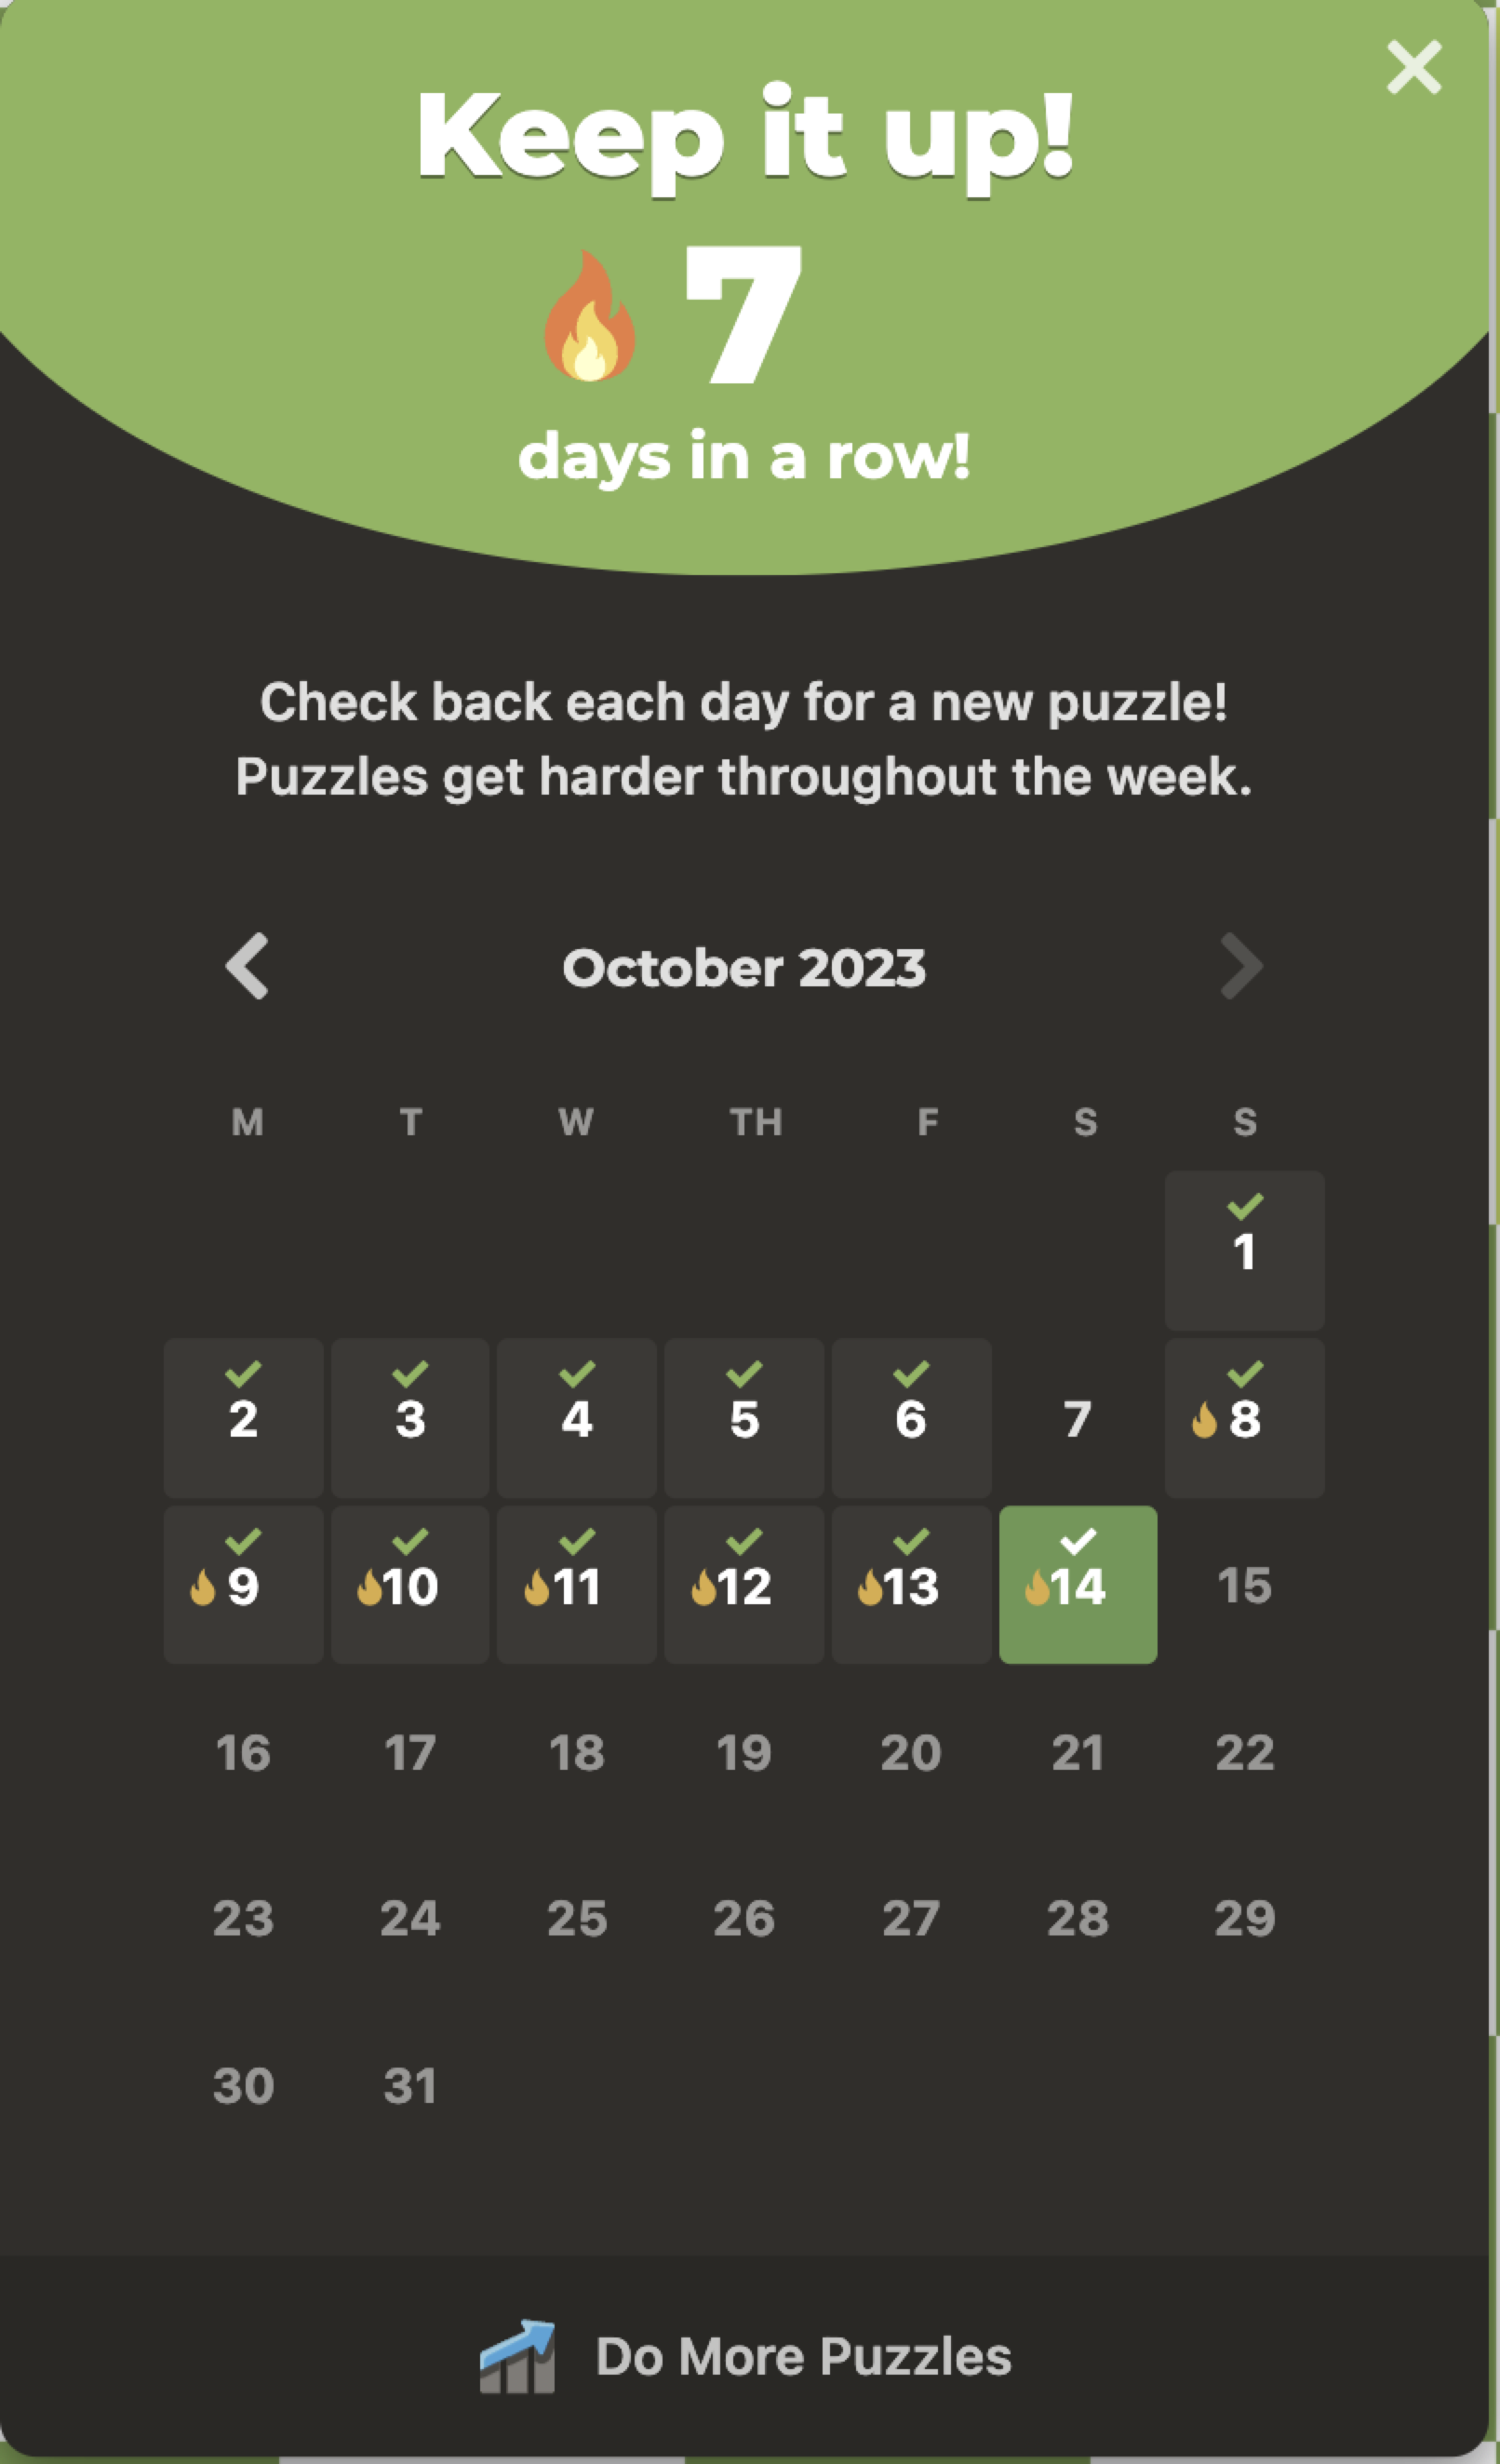 Keep it up!
7
days in a row!
Check back each day for a new puzzle!
Puzzles get harder throughout the week.
October 2023
M T W TH F S S
1
2 3 4 5 6 7 8
9 10 11 12 13 14 15
16 17 18 19 20 21 22
23 24 25 26 27 28 29
30 31
Do More Puzzles